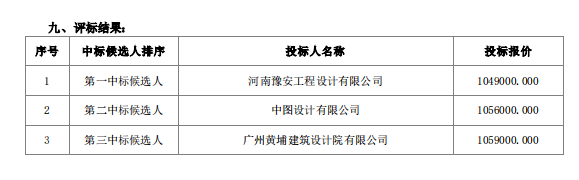 九、评标结果：
序号 中标候选人排序 投标人名称 投标报价
1 第一中标候选人 河南豫安工程设计有限公司 1049000.000
2 第二中标候选人 中图设计有限公司 1056000.000
3 第三中标候选人 广州黄埔建筑设计院有限公司 1059000.000